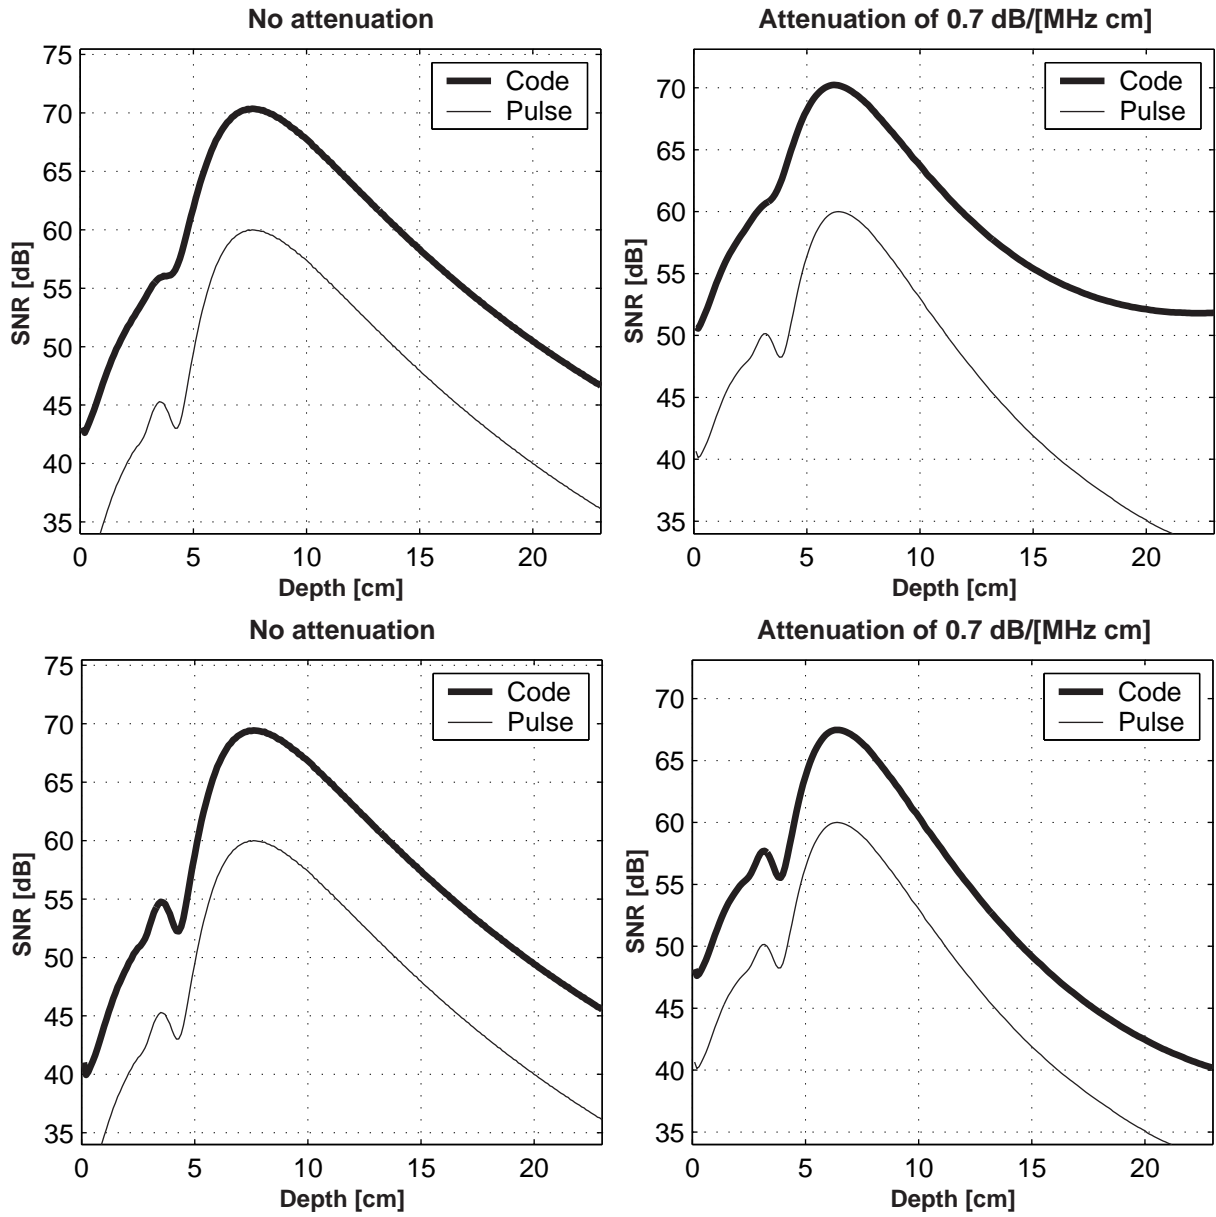 No attenuation
75
70
65
60
55
50
45
40
35
SNR [dB]
0 5 10 15 20
Depth [cm]
Code
Pulse
Attenuation of 0.7 dB/[MHz cm]
70
65
60
55
50
45
40
35
SNR [dB]
0 5 10 15 20
Depth [cm]
Code
Pulse
No attenuation
75
70
65
60
55
50
45
40
35
SNR [dB]
0 5 10 15 20
Depth [cm]
Code
Pulse
Attenuation of 0.7 dB/[MHz cm]
70
65
60
55
50
45
40
35
SNR [dB]
0 5 10 15 20
Depth [cm]
Code
Pulse